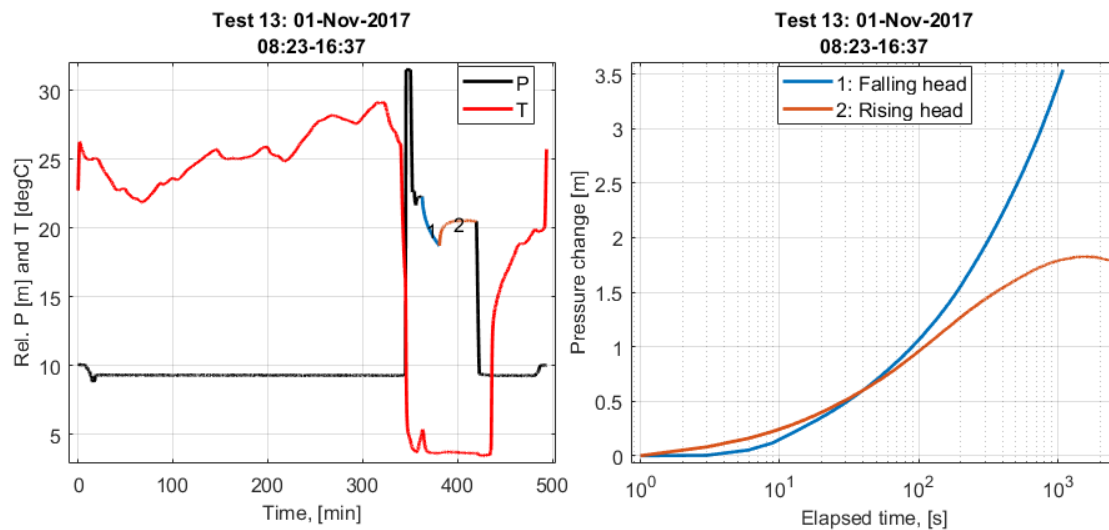 Test 13: 01-Nov-2017
08:23-16:37
P
T
1
2
30
25
20
15
10
5
Rel. P [m] and T [degC]
0
100
200
300
400
500
Time, [min]
Test 13: 01-Nov-2017
08:23-16:37
1: Falling head
2: Rising head
3.5
3
2.5
2
1.5
1
0.5
0
Pressure change [m]
10^0
10^1
10^2
10^3
Elapsed time, [s]